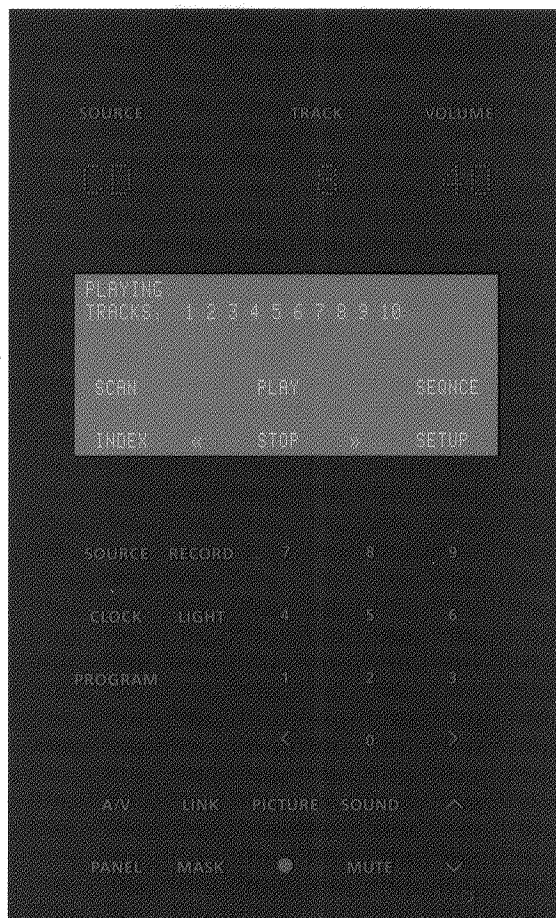 SOURCE TRACK VOLUME
CD 8 40
PLAYING
TRACKS. 1 2 3 4 5 6 7 8 9 10
SCAN PLAY SEQNCE
INDEX « STOP » SETUP
SOURCE RECORD 7 8 9
CLOCK LIGHT 4 5 6
PROGRAM 1 2 3
< 0 >
A/V LINK PICTURE SOUND ^
PANEL MASK MUTE